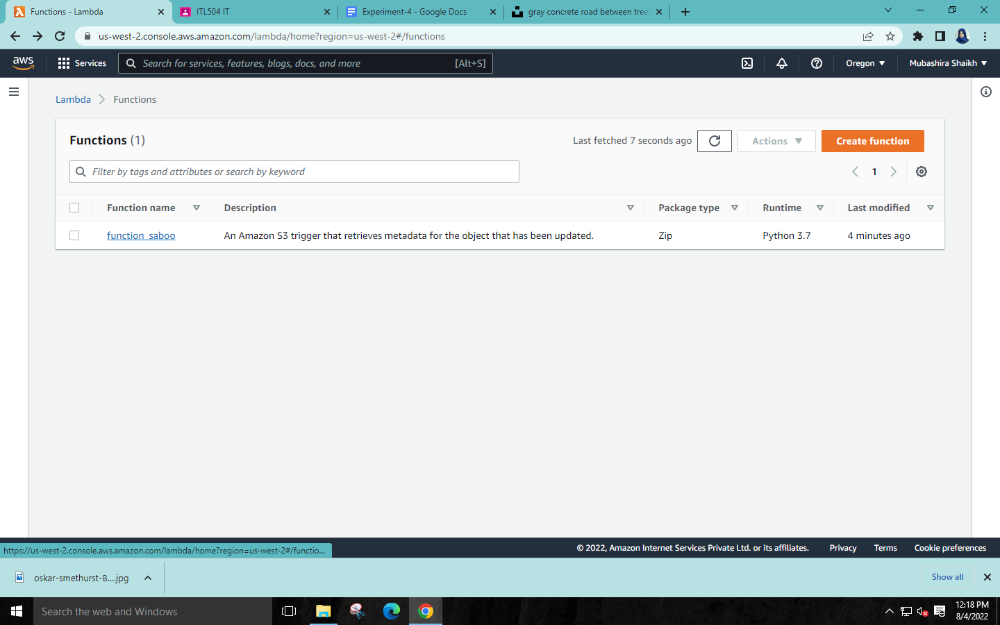 Functions - Lambda
ITL504 IT
Experiment-4 - Google Docs
gray concrete road between tree
us-west-2.console.aws.amazon.com/lambda/home?region=us-west-2#/functions
aws
Services
Search for services, features, blogs, docs, and more
[Alt+S]
Oregon
Mubashira Shaikh
Lambda
Functions
Functions (1)
Last fetched 7 seconds ago
Actions
Create function
Filter by tags and attributes or search by keyword
1
Function name
Description
Package type
Runtime
Last modified
function_saboo
An Amazon S3 trigger that retrieves metadata for the object that has been updated.
Zip
Python 3.7
4 minutes ago
https://us-west-2.console.aws.amazon.com/lambda/home?region=us-west-2#/functio...
© 2022, Amazon Internet Services Private Ltd. or its affiliates.
Privacy
Terms
Cookie preferences
oskar-smethurst-B....jpg
Show all
Search the web and Windows
12:18 PM
8/4/2022